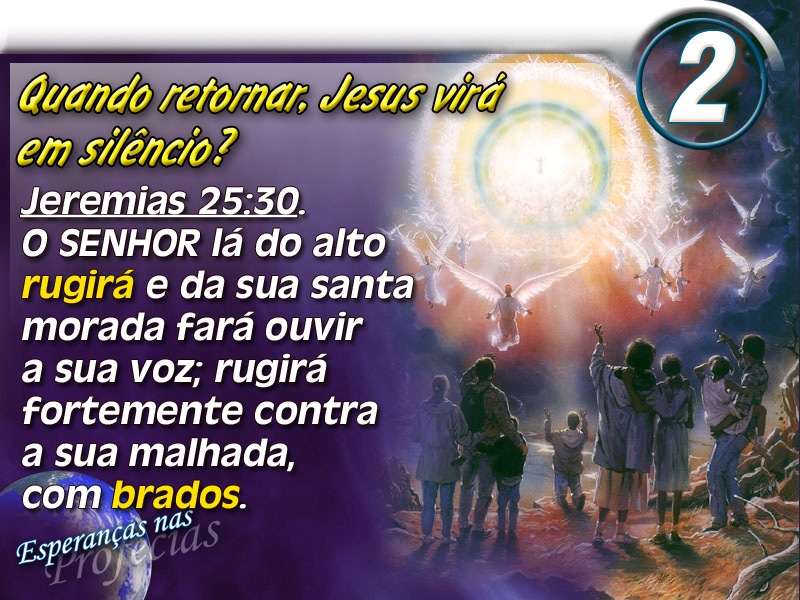 2
Quando retornar, Jesus virá
em silêncio?
Jeremias 25:30.
O SENHOR lá do alto
rugirá e da sua santa
morada fará ouvir
a sua voz; rugirá
fortemente contra
a sua malhada,
com brados.
Esperanças nas
Profecias